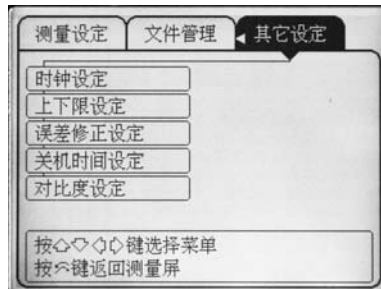 测量设定 文件管理 其它设定
时钟设定
上下限设定
误差修正设定
关机时间设定
对比度设定
按△▽◁▷键选择菜单
按⌒键返回测量屏